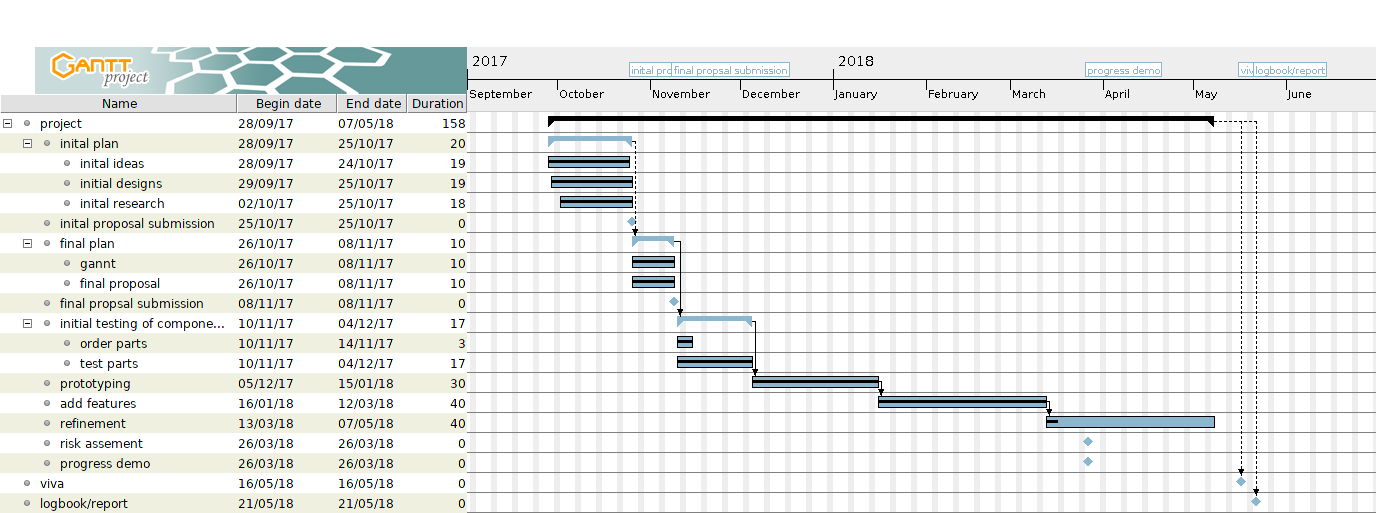 GANTT
project
2017
2018
inital pro
final propsal submission
progress demo
viv
logbook/report
September October November December January February March April May June
Name Begin date End date Duration
project 28/09/17 07/05/18 158
inital plan 28/09/17 25/10/17 20
inital ideas 28/09/17 24/10/17 19
initial designs 29/09/17 25/10/17 19
inital research 02/10/17 25/10/17 18
inital proposal submission 25/10/17 25/10/17 0
final plan 26/10/17 08/11/17 10
gannt 26/10/17 08/11/17 10
final proposal 26/10/17 08/11/17 10
final propsal submission 08/11/17 08/11/17 0
initial testing of compone... 10/11/17 04/12/17 17
order parts 10/11/17 14/11/17 3
test parts 10/11/17 04/12/17 17
prototyping 05/12/17 15/01/18 30
add features 16/01/18 12/03/18 40
refinement 13/03/18 07/05/18 40
risk assement 26/03/18 26/03/18 0
progress demo 26/03/18 26/03/18 0
viva 16/05/18 16/05/18 0
logbook/report 21/05/18 21/05/18 0